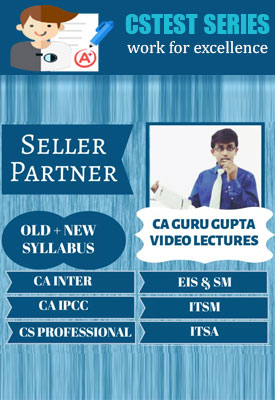 CSTEST SERIES
work for excellence
A+
SELLER
PARTNER
OLD + NEW
SYLLABUS
CA GURU GUPTA
VIDEO LECTURES
CA INTER
EIS & SM
CA IPCC
ITSM
CS PROFESSIONAL
ITSA